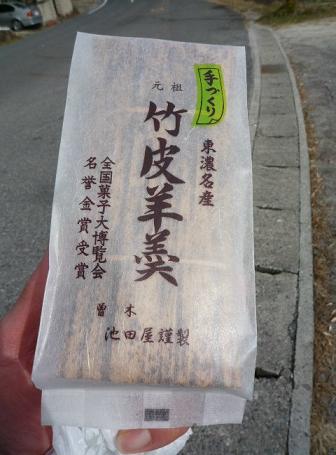 手づくり
東濃名産
元祖
竹皮羊羹
全国菓子大博覧会
名誉金賞受賞
曽木
池田屋謹製